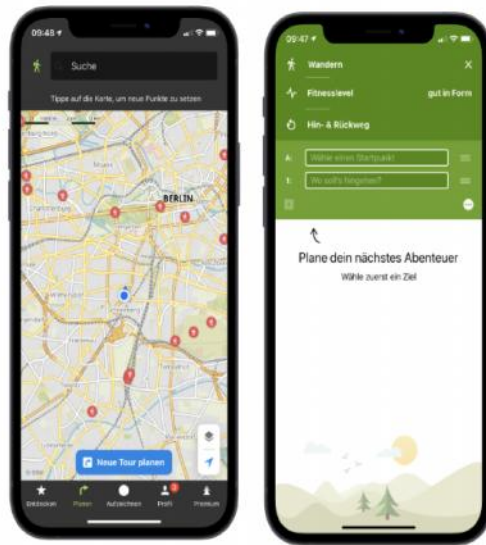 09:48
Suche
Tippe auf die Karte, um neue Punkte zu setzen
BERLIN
Neue Tour planen
Entdecken
Planen
Aufzeichnen
Profil
3
Premium
09:47
Wandern X
Fitnesslevel gut in Form
Hin- & Rückweg
A: Wähle einen Startpunkt
1: Wo soll's hingehen?
Plane dein nächstes Abenteuer
Wähle zuerst ein Ziel